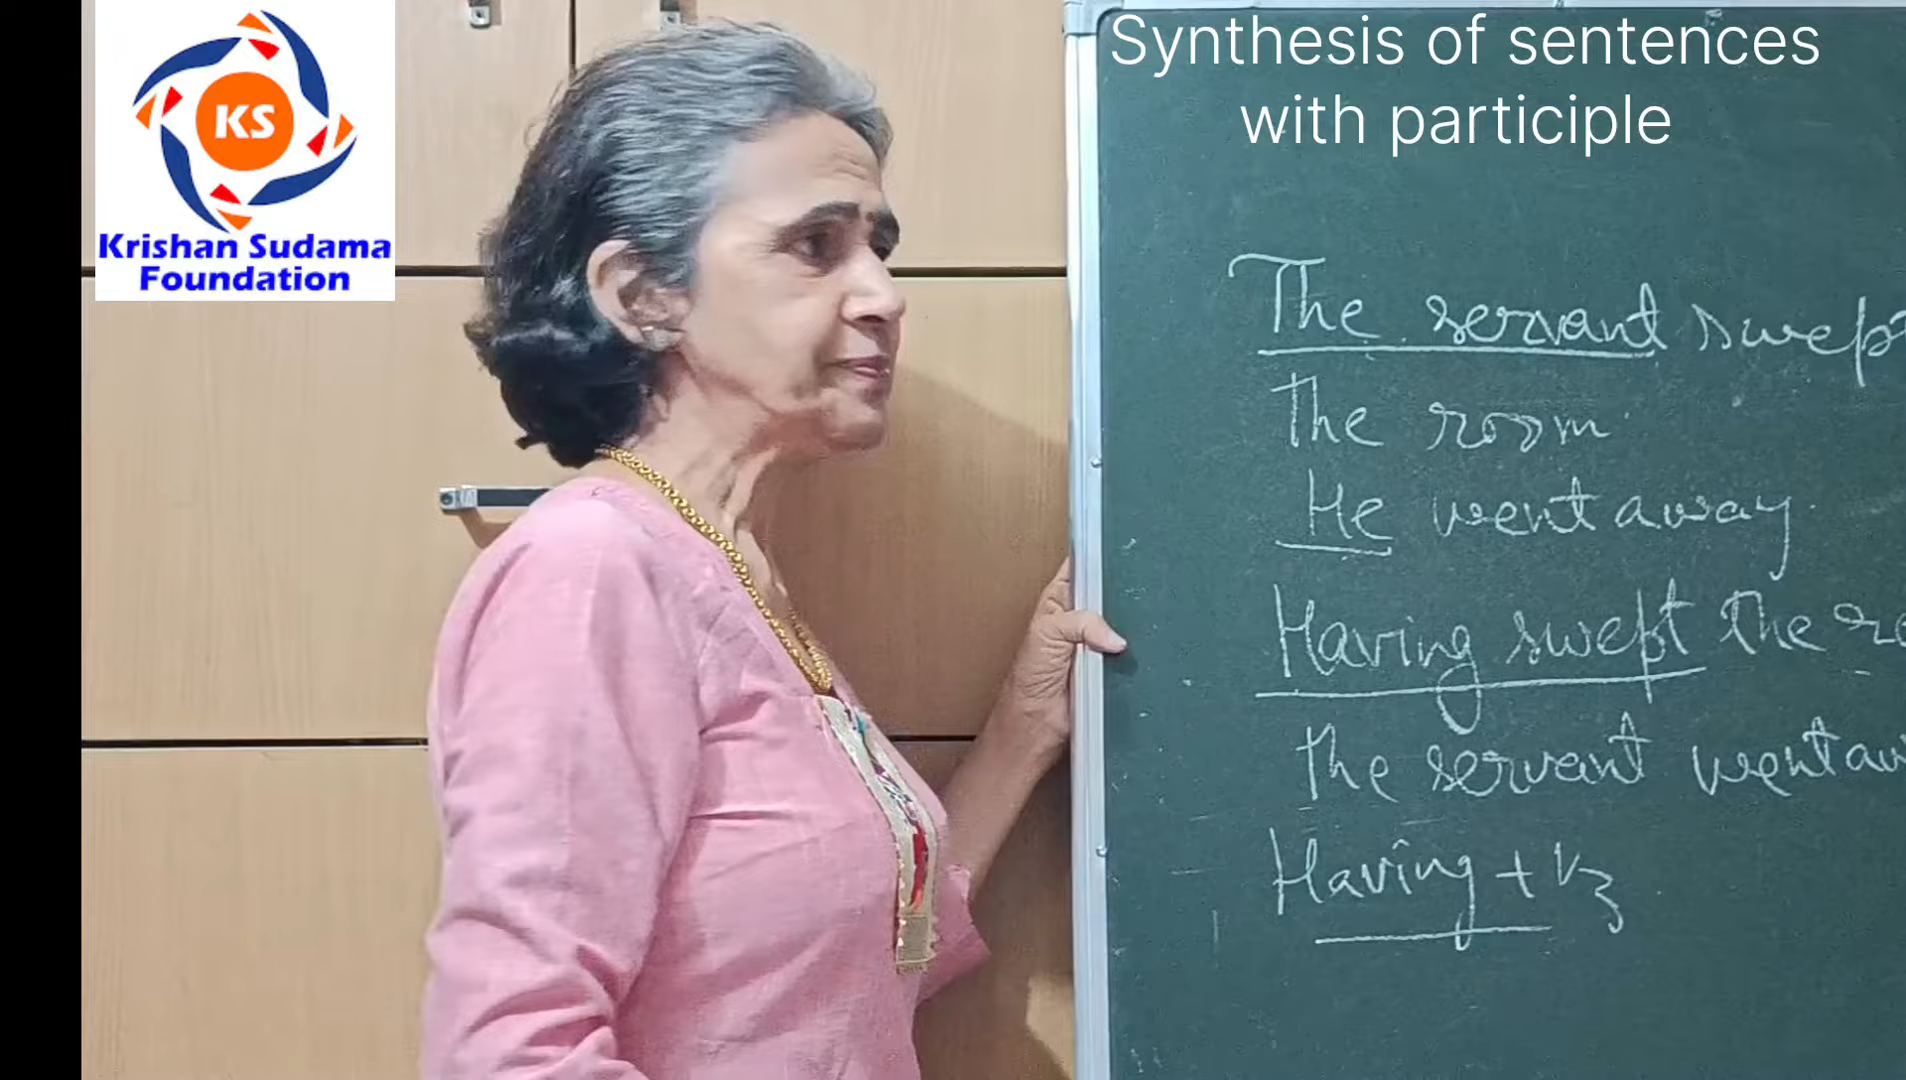 KS
Krishan Sudama
Foundation
Synthesis of sentences
with participle
The servant swept
the room.
He went away.
Having swept the
the servant went
Having + V3